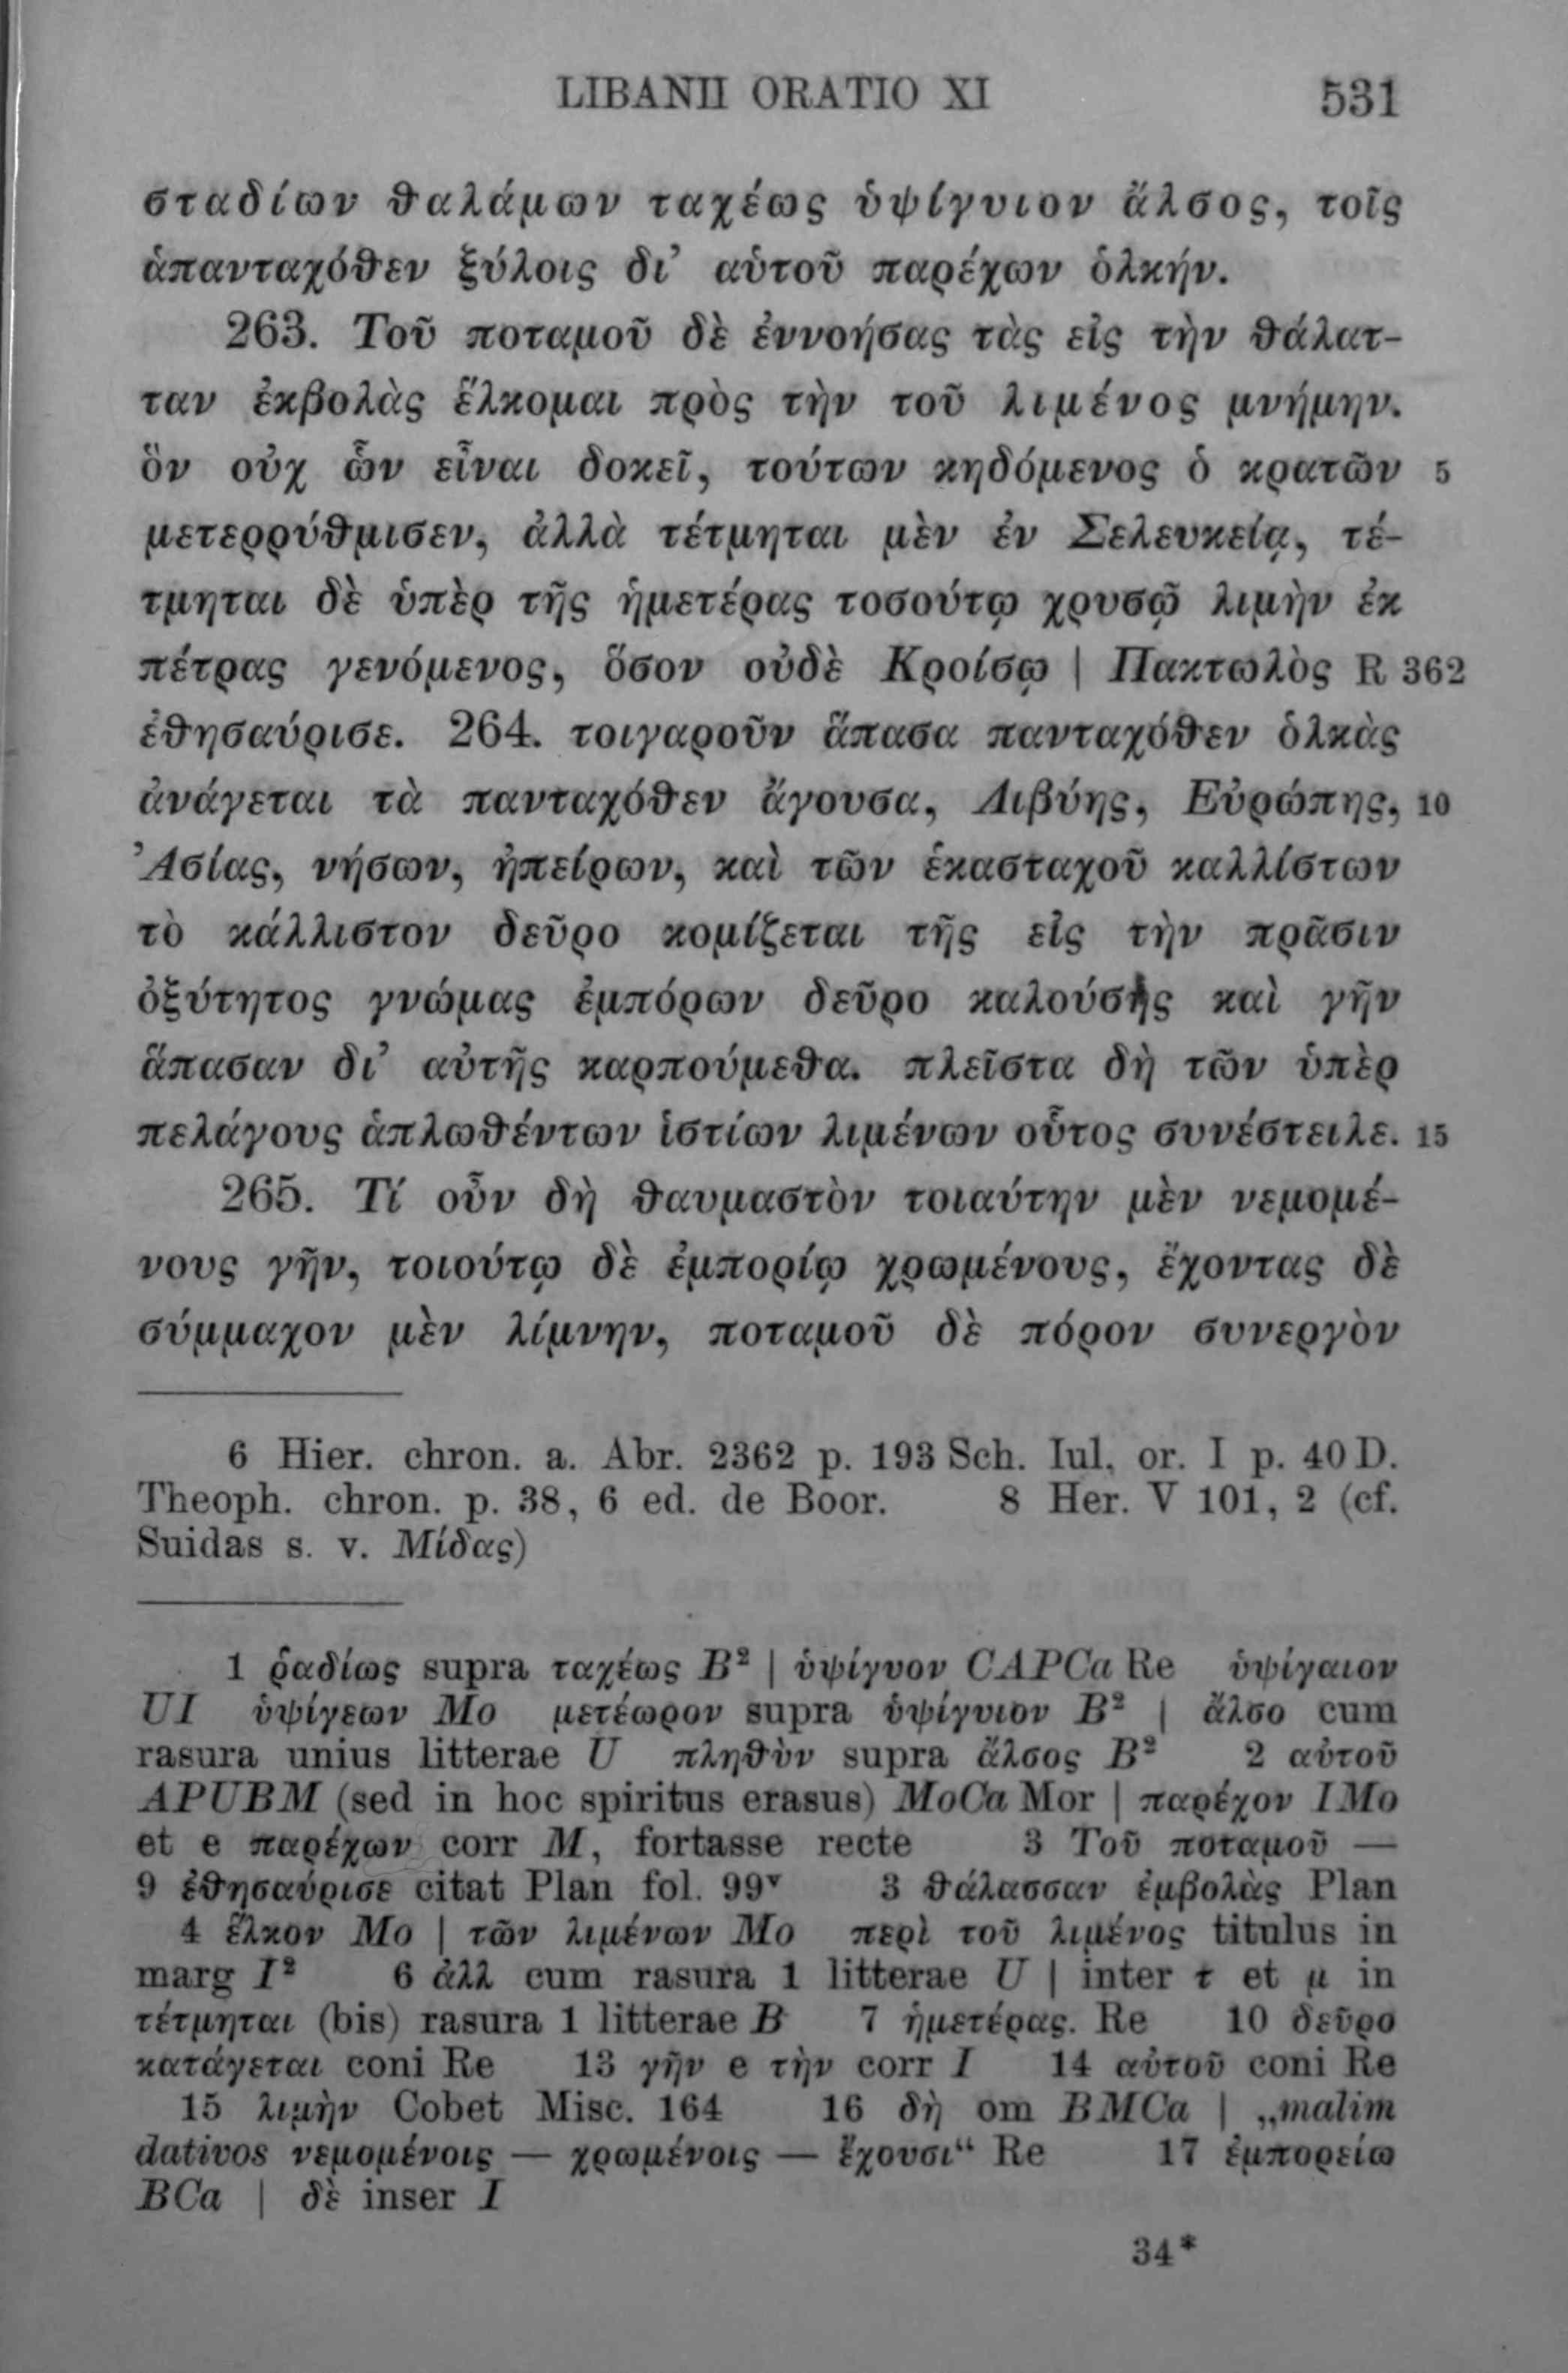 LIBANII ORATIO XI 531
σταδίων θαλάμων ταχέως ὑψίγυιον ἄλσος, τοῖς
ἁπανταχόθεν ξύλοις δι’ αὑτοῦ παρέχων ὁλκήν.
263. Τοῦ ποταμοῦ δὲ ἐννοήσας τὰς εἰς τὴν θάλατ-
ταν ἐκβολὰς ἕλκομαι πρὸς τὴν τοῦ λιμένος μνήμην.
ὃν οὐχ ὧν εἶναι δοκεῖ, τούτων κηδόμενος ὁ κρατῶν 5
μετερρύθμισεν, ἀλλὰ τέτμηται μὲν ἐν Σελευκείᾳ, τέ-
τμηται δὲ ὑπὲρ τῆς ἡμετέρας τοσούτῳ χρυσῷ λιμὴν ἐκ
πέτρας γενόμενος, ὅσον οὐδὲ Κροίσῳ | Πακτωλὸς R 362
ἐθησαύρισε. 264. τοιγαροῦν ἅπασα πανταχόθεν ὁλκὰς
ἀνάγεται τὰ πανταχόθεν ἄγουσα, Λιβύης, Εὐρώπης, 10
Ἀσίας, νήσων, ἠπείρων, καὶ τῶν ἑκασταχοῦ καλλίστων
τὸ κάλλιστον δεῦρο κομίζεται τῆς εἰς τὴν πρᾶσιν
ὀξύτητος γνώμας ἐμπόρων δεῦρο καλούσης καὶ γῆν
ἅπασαν δι’ αὐτῆς καρπούμεθα. πλεῖστα δὴ τῶν ὑπὲρ
πελάγους ἁπλωθέντων ἱστίων λιμένων οὗτος συνέστειλε. 15
265. Τί οὖν δὴ θαυμαστὸν τοιαύτην μὲν νεμομέ-
νους γῆν, τοιούτῳ δὲ ἐμπορίῳ χρωμένους, ἔχοντας δὲ
σύμμαχον μὲν λίμνην, ποταμοῦ δὲ πόρον συνεργὸν
6 Hier. chron. a. Abr. 2362 p. 193 Sch. Iul. or. I p. 40 D.
Theoph. chron. p. 38, 6 ed. de Boor. 8 Her. V 101, 2 (cf.
Suidas s. v. Μίδας)
1 ῥαδίως supra ταχέως B² | ὑψίγυον CAPCa Re ὑψίγαιον
UI ὑψίγεων Mo μετέωρον supra ὑψίγυιον B² | ἄλσο cum
rasura unius litterae U πληθὺν supra ἄλσος B² 2 αὐτοῦ
APUBM (sed in hoc spiritus erasus) MoCa Mor | παρέχον IMo
et e παρέχων corr M, fortasse recte 3 Τοῦ ποταμοῦ —
9 ἐθησαύρισε citat Plan fol. 99ᵛ 3 θάλασσαν ἐμβολὰς Plan
4 ἕλκον Mo | τῶν λιμένων Mo περὶ τοῦ λιμένος titulus in
marg I² 6 ἀλλ cum rasura 1 litterae U | inter τ et μ in
τέτμηται (bis) rasura 1 litterae B 7 ἡμετέρας. Re 10 δεῦρο
κατάγεται coni Re 13 γῆν e τὴν corr I 14 αὐτοῦ coni Re
15 λιμὴν Cobet Misc. 164 16 δὴ om BMCa | „malim
dativos νεμομένοις — χρωμένοις — ἔχουσι“ Re 17 ἐμπορείω
BCa | δὲ inser I
34*